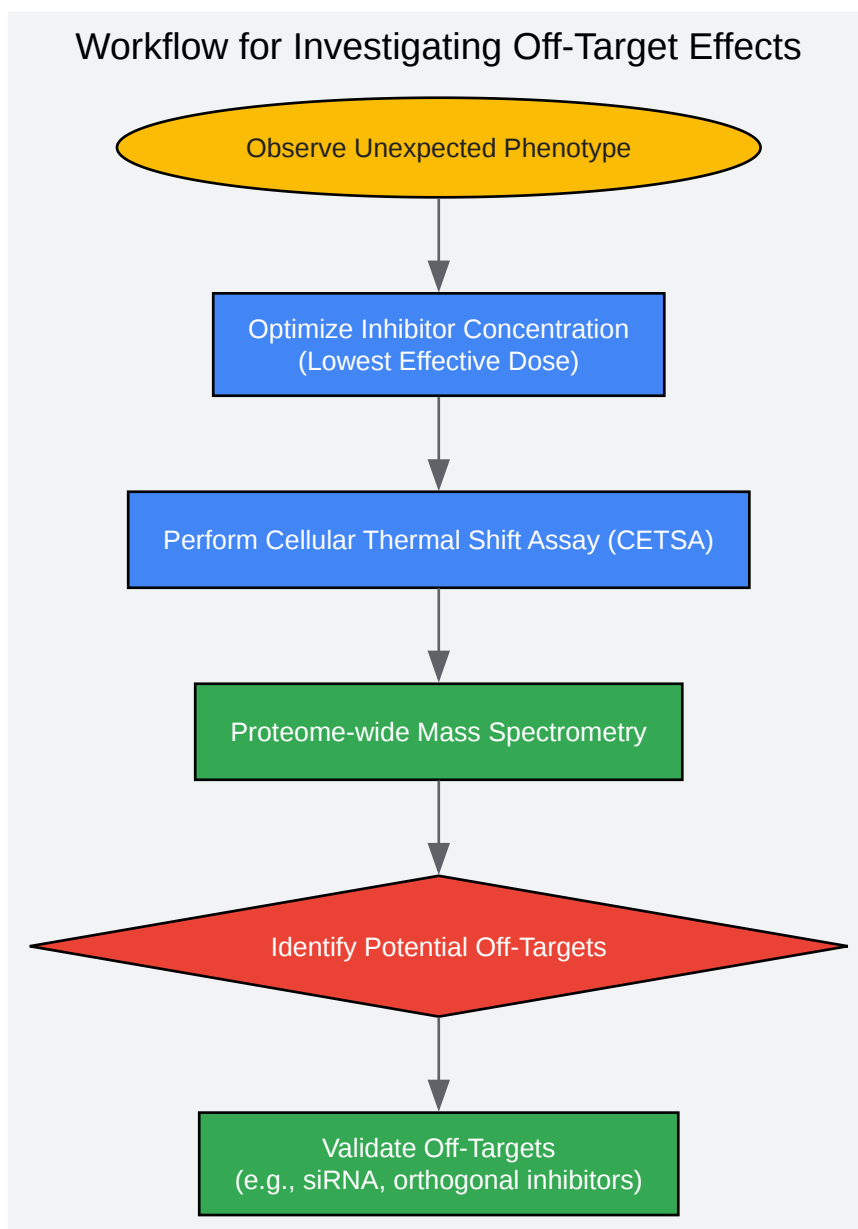 Workflow for Investigating Off-Target Effects
Observe Unexpected Phenotype
Optimize Inhibitor Concentration
(Lowest Effective Dose)
Perform Cellular Thermal Shift Assay (CETSA)
Proteome-wide Mass Spectrometry
Identify Potential Off-Targets
Validate Off-Targets
(e.g., siRNA, orthogonal inhibitors)